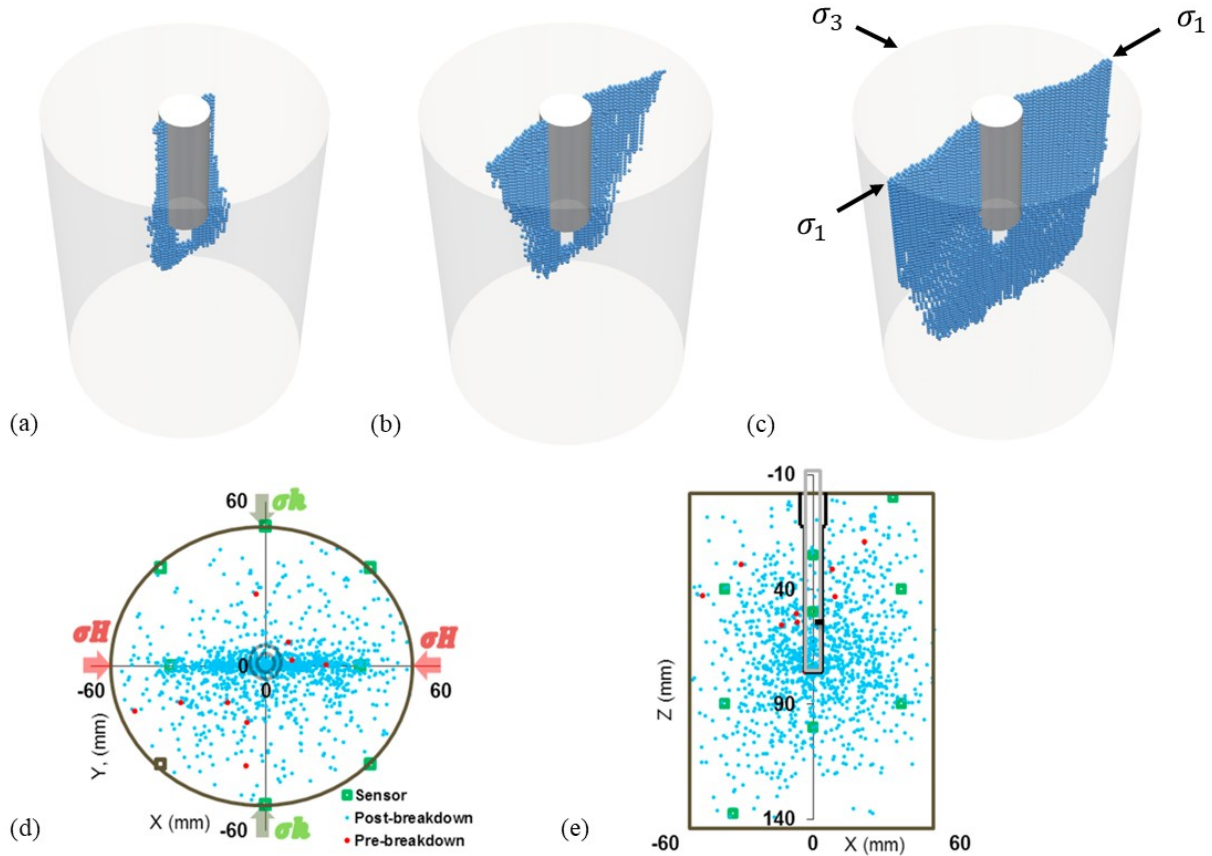 σ3
σ1
σ1
(a)
(b)
(c)
60
σh
σH
σH
0
-60
0
60
Y, (mm)
X (mm)
-60
σh
Sensor
Post-breakdown
Pre-breakdown
(d)
-10
40
90
140
Z (mm)
-60
0
X (mm)
60
(e)